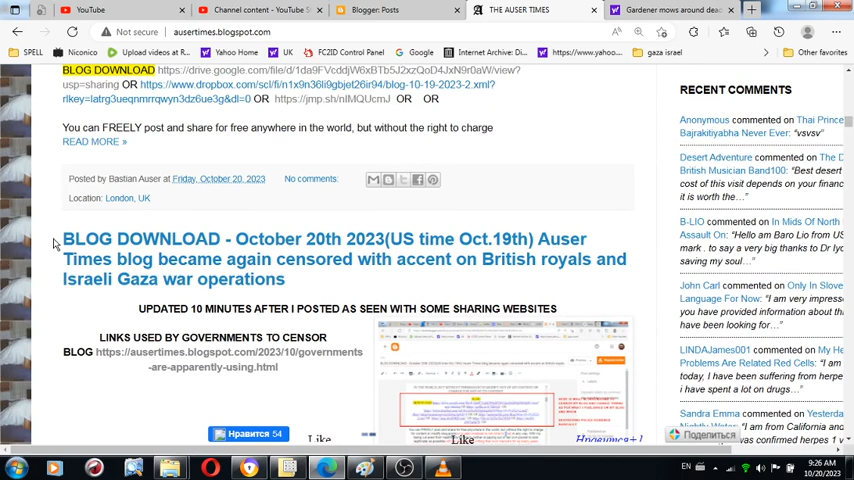 YouTube
Channel content - YouTube S
Blogger: Posts
THE AUSER TIMES
Gardener mows around dead
Not secure
ausertimes.blogspot.com
SPELL
Niconico
Upload videos at R...
Yahoo Home
UK
FCZID Control Panel
Google
Internet Archive: Di...
https://www.yahoo...
gaza israel
Other favorites
BLOG DOWNLOAD https://drive.google.com/file/d/1da9FVcddjW6xBTb5J2xzQoD4JxN9r0aW/view?
usp=sharing OR https://www.dropbox.com/scl/fi/n1x9n36li9gbjet26ir94/blog-10-19-2023-2.xml?
rlkey=latrg3ueqnmrrqwyn3dz6ue3g&dl=0 OR https://jmp.sh/nIMQUcmJ OR OR
You can FREELY post and share for free anywhere in the world, but without the right to charge
READ MORE »
Posted by Bastian Auser at Friday, October 20, 2023 No comments:
Location: London, UK
BLOG DOWNLOAD - October 20th 2023(US time Oct.19th) Auser
Times blog became again censored with accent on British royals and
Israeli Gaza war operations
UPDATED 10 MINUTES AFTER I POSTED AS SEEN WITH SOME SHARING WEBSITES
LINKS USED BY GOVERNMENTS TO CENSOR
BLOG https://ausertimes.blogspot.com/2023/10/governments
-are-apparently-using.html
Нравится 54
Like
Like
Нравится+1
Поделиться
RECENT COMMENTS
Anonymous commented on Thai Prince
Bajrakitiyabha Never Ever: “vsvsv”
Desert Adventure commented on The D
British Musician Band100: “Best desert
cost of this visit depends on your financ
it is worth the…”
B-LIO commented on In Mids Of North
Assault On: “Hello am Baro Lio from US
mark . to say a very big thanks to Dr Iyo
saving my soul…”
John Carl commented on Only In Slove
Language For Now: “I am very impress
you have provided information about thi
have been looking for…”
LINDAJames001 commented on My He
Problems Are Related Red Cells: “I am
today, I have been suffering from herpe
i have spent a lot on drugs…”
Sandra Emma commented on Yesterda
“I am from California and
was confirmed herpes 1 v
EN
9:26 AM
10/20/2023